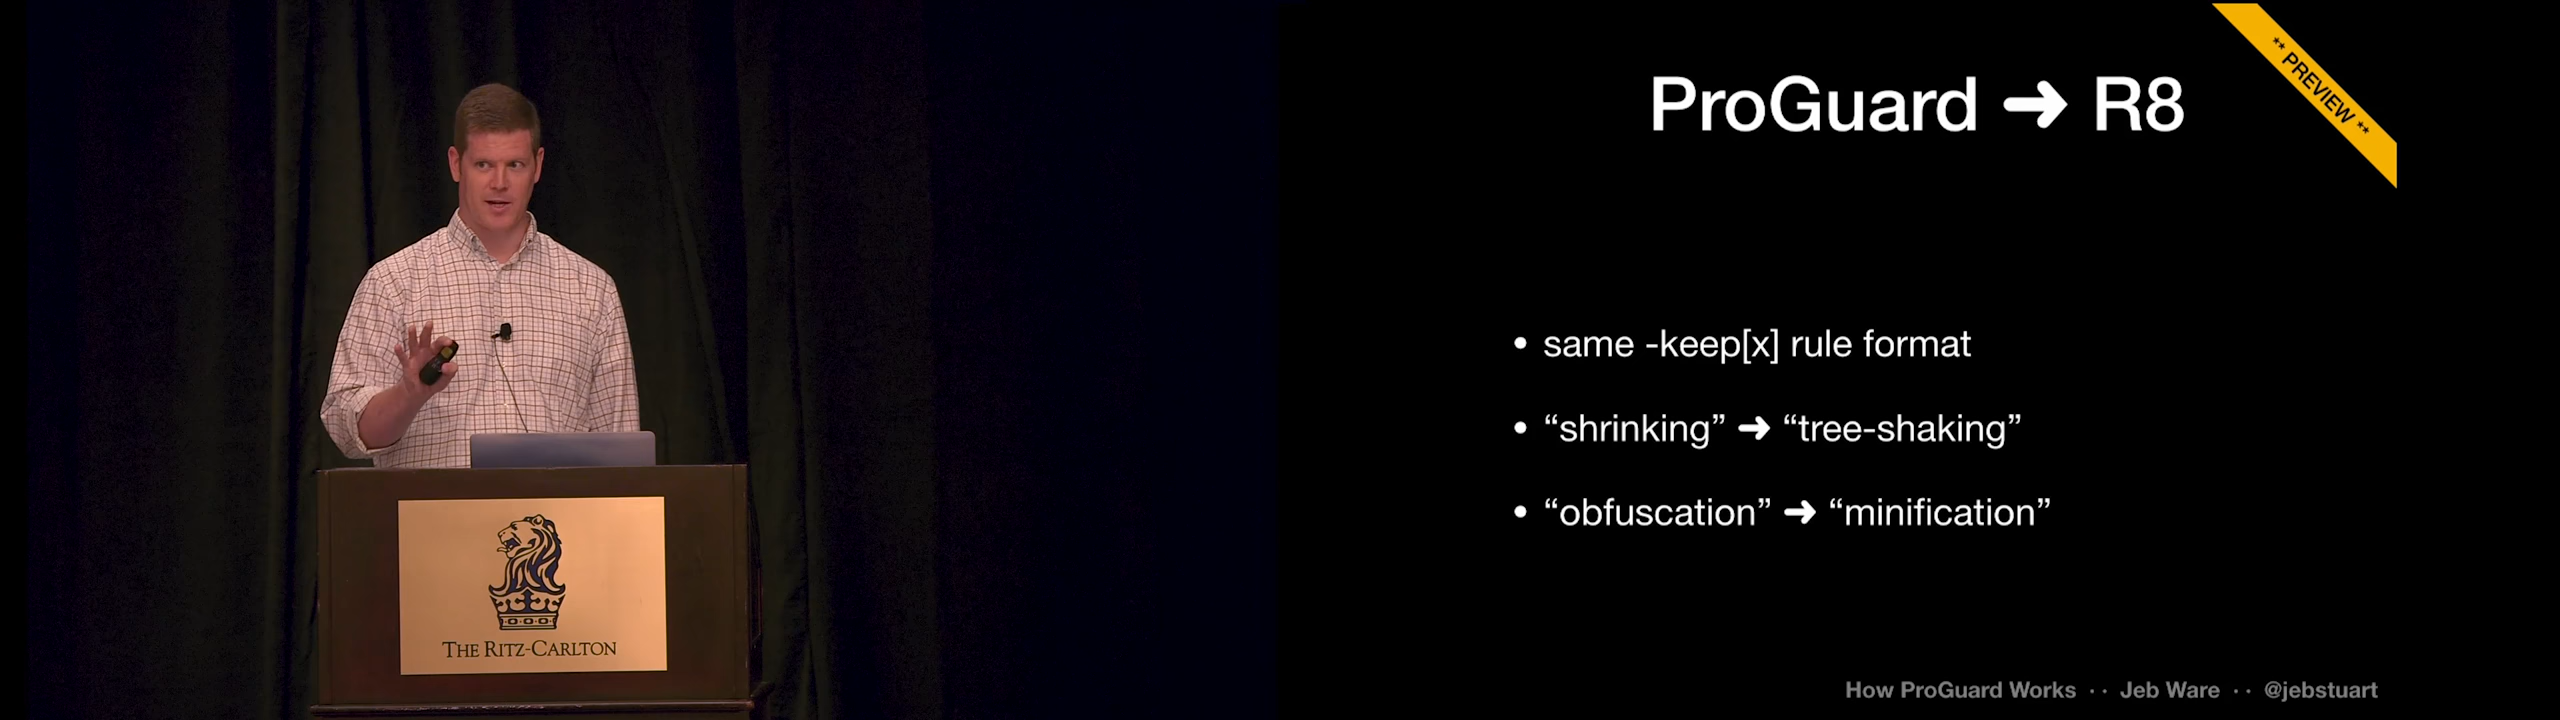 THE RITZ-CARLTON
ProGuard ➜ R8
** PREVIEW **
• same -keep[x] rule format
• “shrinking” ➜ “tree-shaking”
• “obfuscation” ➜ “minification”
How ProGuard Works ·· Jeb Ware ·· @jebstuart